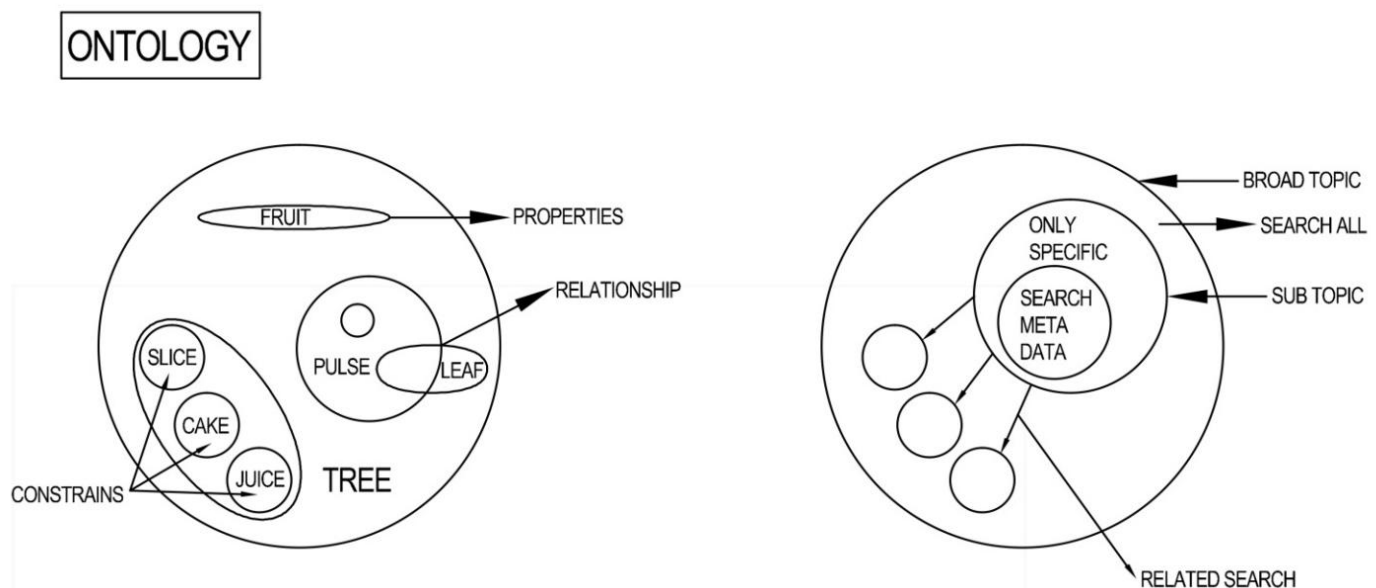 ONTOLOGY
FRUIT
PROPERTIES
RELATIONSHIP
PULSE
LEAF
SLICE
CAKE
JUICE
CONSTRAINS
TREE
BROAD TOPIC
SEARCH ALL
ONLY
SPECIFIC
SUB TOPIC
SEARCH
META
DATA
RELATED SEARCH